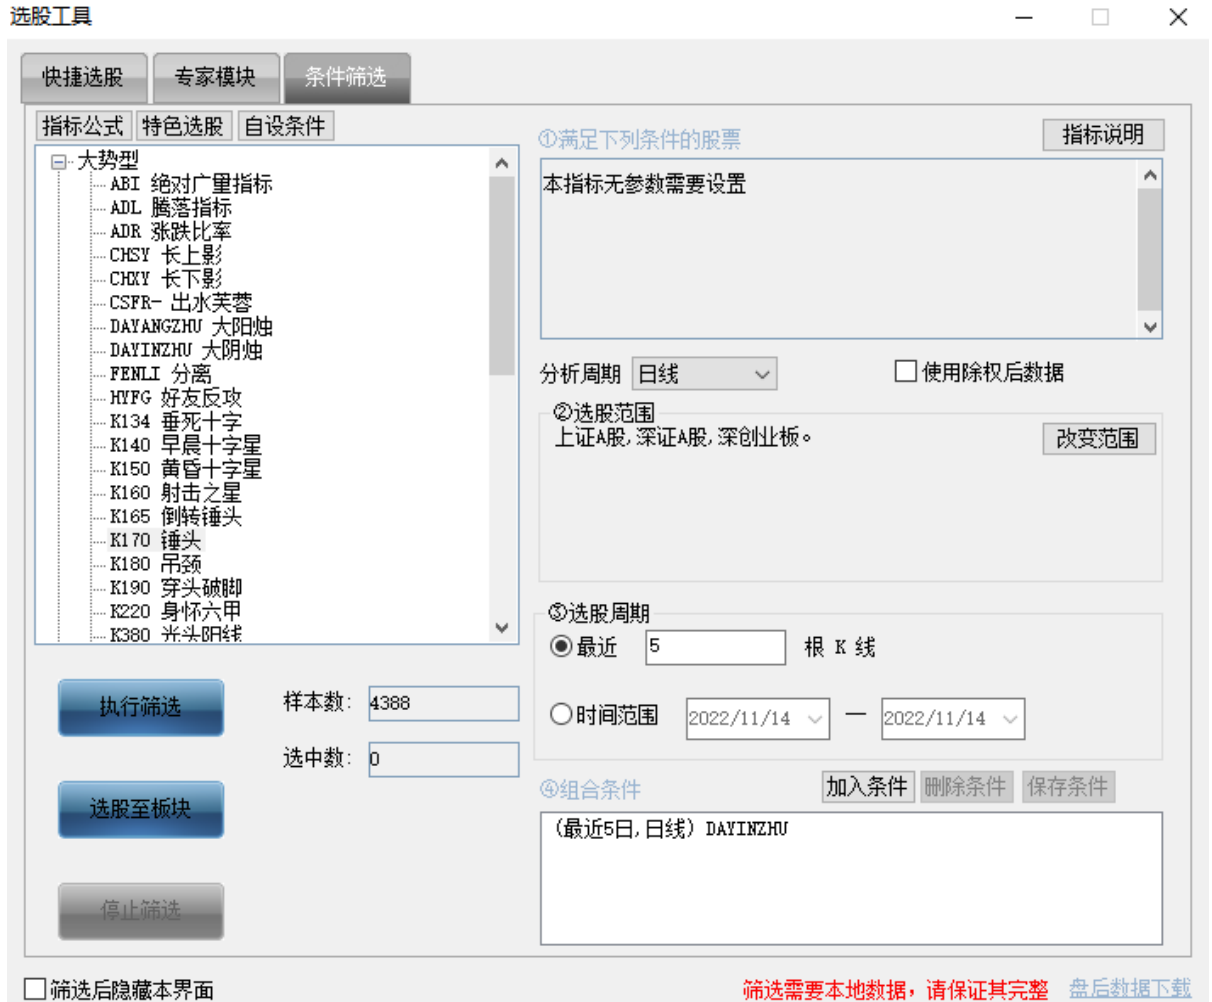 选股工具
快捷选股 专家模块 条件筛选
指标公式 特色选股 自设条件
大势型
ABI 绝对广量指标
ADL 腾落指标
ADR 涨跌比率
CHSY 长上影
CHXY 长下影
CSFR- 出水芙蓉
DAYANGZHU 大阳烛
DAYINZHU 大阴烛
FENLI 分离
HYFG 好友反攻
K134 垂死十字
K140 早晨十字星
K150 黄昏十字星
K160 射击之星
K165 倒转锤头
K170 锤头
K180 吊颈
K190 穿头破脚
K220 身怀六甲
K380 光头阳线
执行筛选
样本数: 4388
选中数: 0
选股至板块
停止筛选
①满足下列条件的股票 指标说明
本指标无参数需要设置
分析周期 日线 使用除权后数据
②选股范围
上证A股,深证A股,深创业板。 改变范围
③选股周期
最近 5 根 K 线
时间范围 2022/11/14 — 2022/11/14
④组合条件 加入条件 删除条件 保存条件
(最近5日,日线) DAYINZHU
筛选后隐藏本界面 筛选需要本地数据，请保证其完整 盘后数据下载